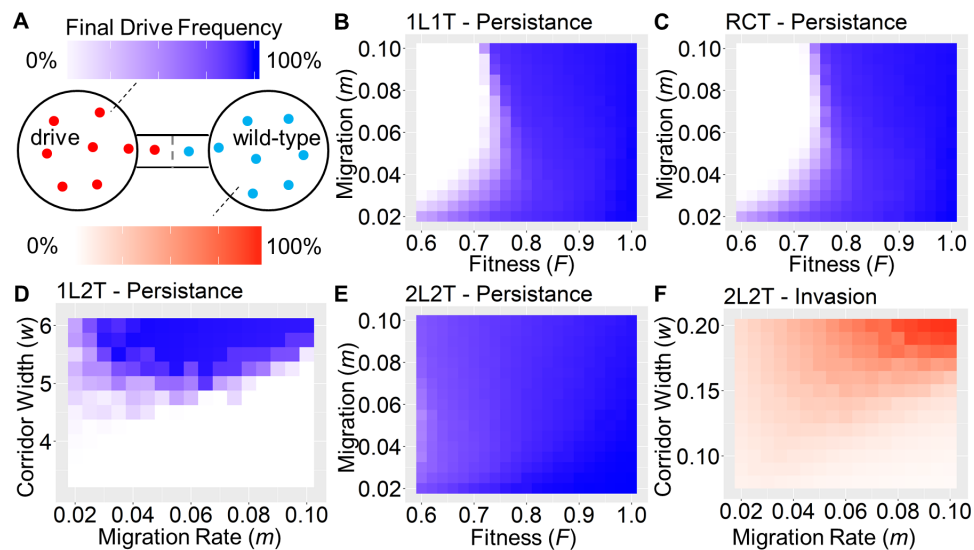 A
Final Drive Frequency
0%
100%
drive
wild-type
0%
100%
B
1L1T - Persistance
Migration (m)
0.10
0.08
0.06
0.04
0.02
0.6
0.7
0.8
0.9
1.0
Fitness (F)
C
RCT - Persistance
Migration (m)
0.10
0.08
0.06
0.04
0.02
0.6
0.7
0.8
0.9
1.0
Fitness (F)
D
1L2T - Persistance
Corridor Width (w)
6
5
4
0.02
0.04
0.06
0.08
0.10
Migration Rate (m)
E
2L2T - Persistance
Migration (m)
0.10
0.08
0.06
0.04
0.02
0.6
0.7
0.8
0.9
1.0
Fitness (F)
F
2L2T - Invasion
Corridor Width (w)
0.20
0.15
0.10
0.02
0.04
0.06
0.08
0.10
Migration Rate (m)